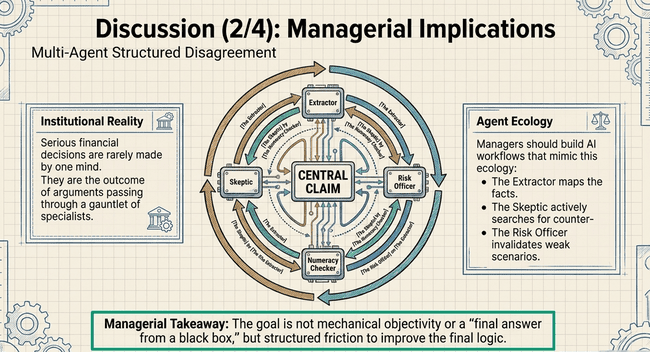 Discussion (2/4): Managerial Implications
Multi-Agent Structured Disagreement
Institutional Reality
Serious financial
decisions are rarely made
by one mind.
They are the outcome
of arguments passing
through a gauntlet of
specialists.
Extractor
Skeptic
CENTRAL
CLAIM
Risk
Officer
Numeracy
Checker
Agent Ecology
Managers should build AI
workflows that mimic this
ecology:
• The Extractor maps the
facts.
• The Skeptic actively
searches for counter-
• The Risk Officer
invalidates weak
scenarios.
Managerial Takeaway: The goal is not mechanical objectivity or a “final answer
from a black box,” but structured friction to improve the final logic.